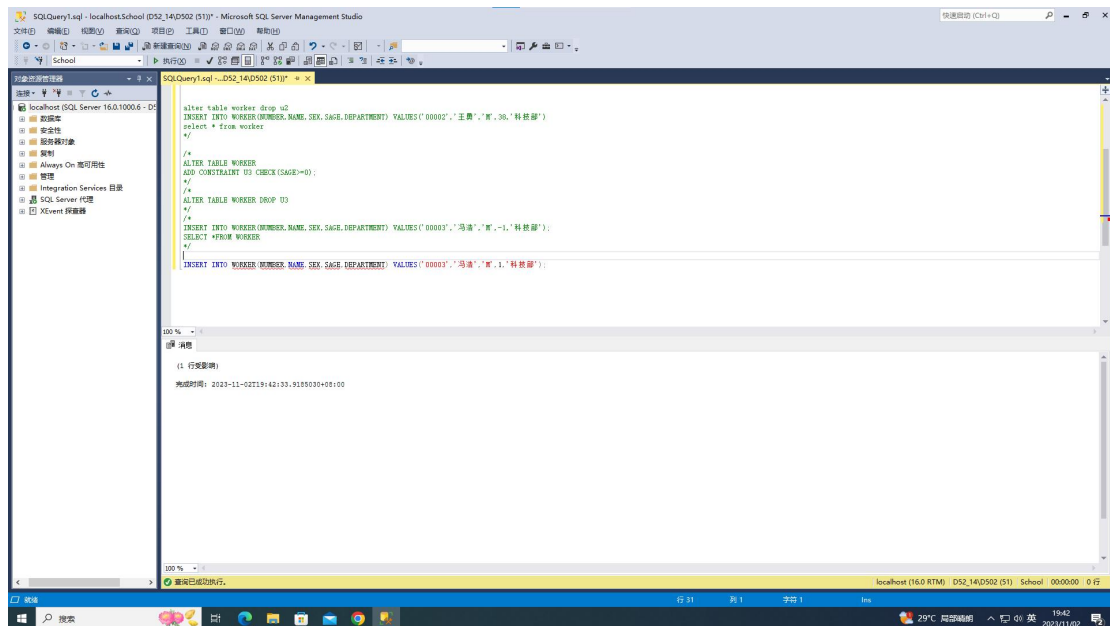 SQLQuery1.sql - localhost.School (D52_14\D502 (51))* - Microsoft SQL Server Management Studio
快速启动 (Ctrl+Q)
文件(F) 编辑(E) 视图(V) 查询(Q) 项目(P) 工具(T) 窗口(W) 帮助(H)
新建查询(N)
School
执行(X)
对象资源管理器
SQLQuery1.sql -...D52_14\D502 (51))*
连接
localhost (SQL Server 16.0.1000.6 - D5
数据库
安全性
服务器对象
复制
Always On 高可用性
管理
Integration Services 目录
SQL Server 代理
XEvent 探查器
alter table worker drop u2
INSERT INTO WORKER(NUMBER,NAME,SEX,SAGE,DEPARTMENT) VALUES('00002','王勇','M',38,'科技部')
select * from worker
*/
/*
ALTER TABLE WORKER
ADD CONSTRAINT U3 CHECK(SAGE>=0);
*/
/*
ALTER TABLE WORKER DROP U3
*/
/*
INSERT INTO WORKER(NUMBER,NAME,SEX,SAGE,DEPARTMENT) VALUES('00003','冯浩','M',-1,'科技部');
SELECT *FROM WORKER
*/
INSERT INTO WORKER(NUMBER,NAME,SEX,SAGE,DEPARTMENT) VALUES('00003','冯浩','M',1,'科技部');
100 %
消息
(1 行受影响)
完成时间: 2023-11-02T19:42:33.9185030+08:00
100 %
查询已成功执行。
localhost (16.0 RTM) D52_14\D502 (51) School 00:00:00 0 行
就绪
行 31 列 1 字符 1 Ins
搜索
29°C 局部晴朗
英
19:42
2023/11/02